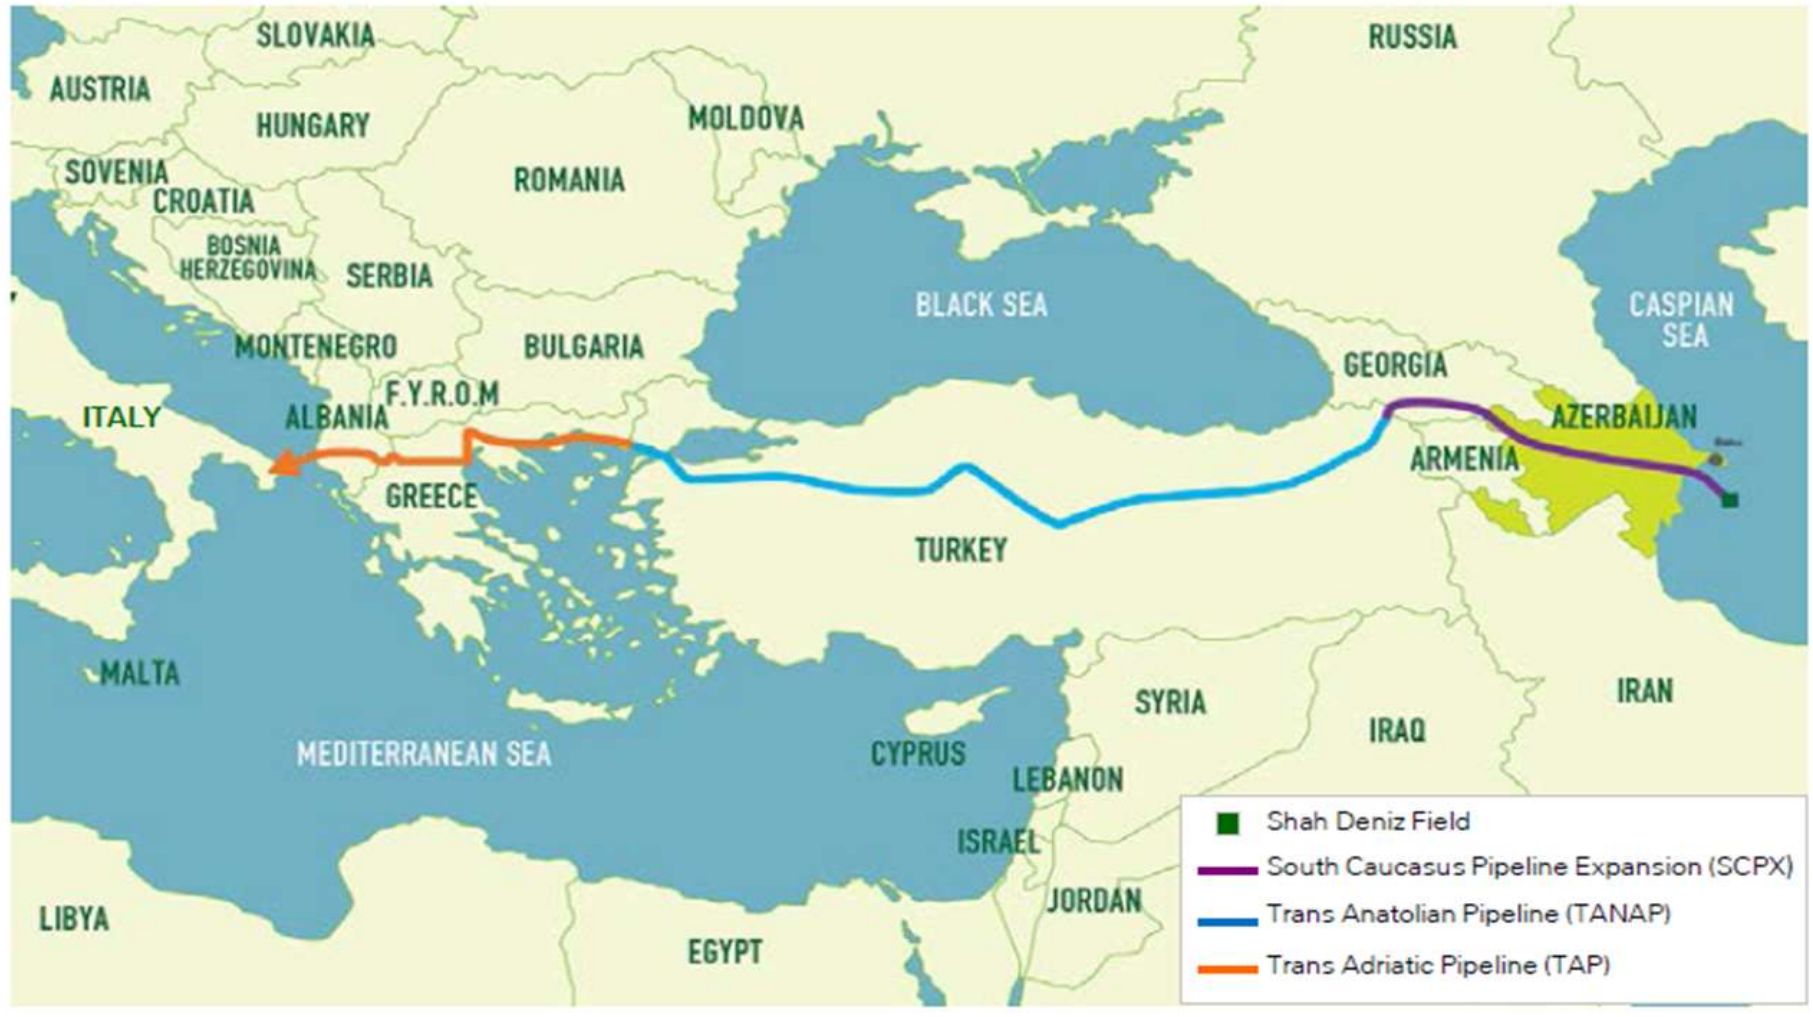 SLOVAKIA
RUSSIA
AUSTRIA
HUNGARY
MOLDOVA
SOVENIA
CROATIA
ROMANIA
BOSNIA
HERZEGOVINA
SERBIA
BLACK SEA
CASPIAN
SEA
MONTENEGRO
BULGARIA
GEORGIA
F.Y.R.O.M
ITALY
ALBANIA
AZERBAIJAN
ARMENIA
GREECE
TURKEY
MALTA
SYRIA
IRAN
IRAQ
MEDITERRANEAN SEA
CYPRUS
LEBANON
ISRAEL
JORDAN
LIBYA
EGYPT
Shah Deniz Field
South Caucasus Pipeline Expansion (SCPX)
Trans Anatolian Pipeline (TANAP)
Trans Adriatic Pipeline (TAP)